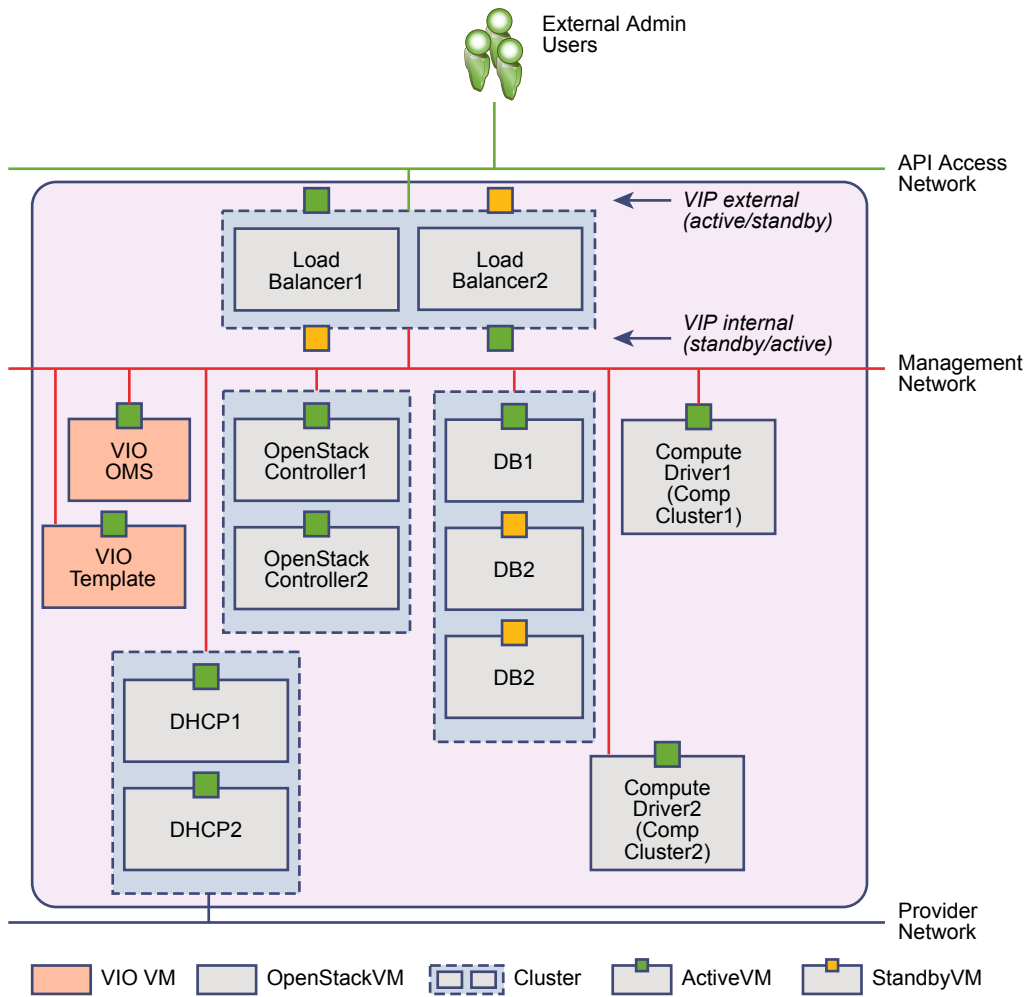 External Admin
Users
API Access
Network
VIP external
(active/standby)
Load
Balancer1
Load
Balancer2
VIP internal
(standby/active)
Management
Network
VIO
OMS
OpenStack
Controller1
DB1
Compute
Driver1
(Comp
Cluster1)
VIO
Template
OpenStack
Controller2
DB2
DB2
DHCP1
DHCP2
Compute
Driver2
(Comp
Cluster2)
Provider
Network
VIO VM
OpenStackVM
Cluster
ActiveVM
StandbyVM